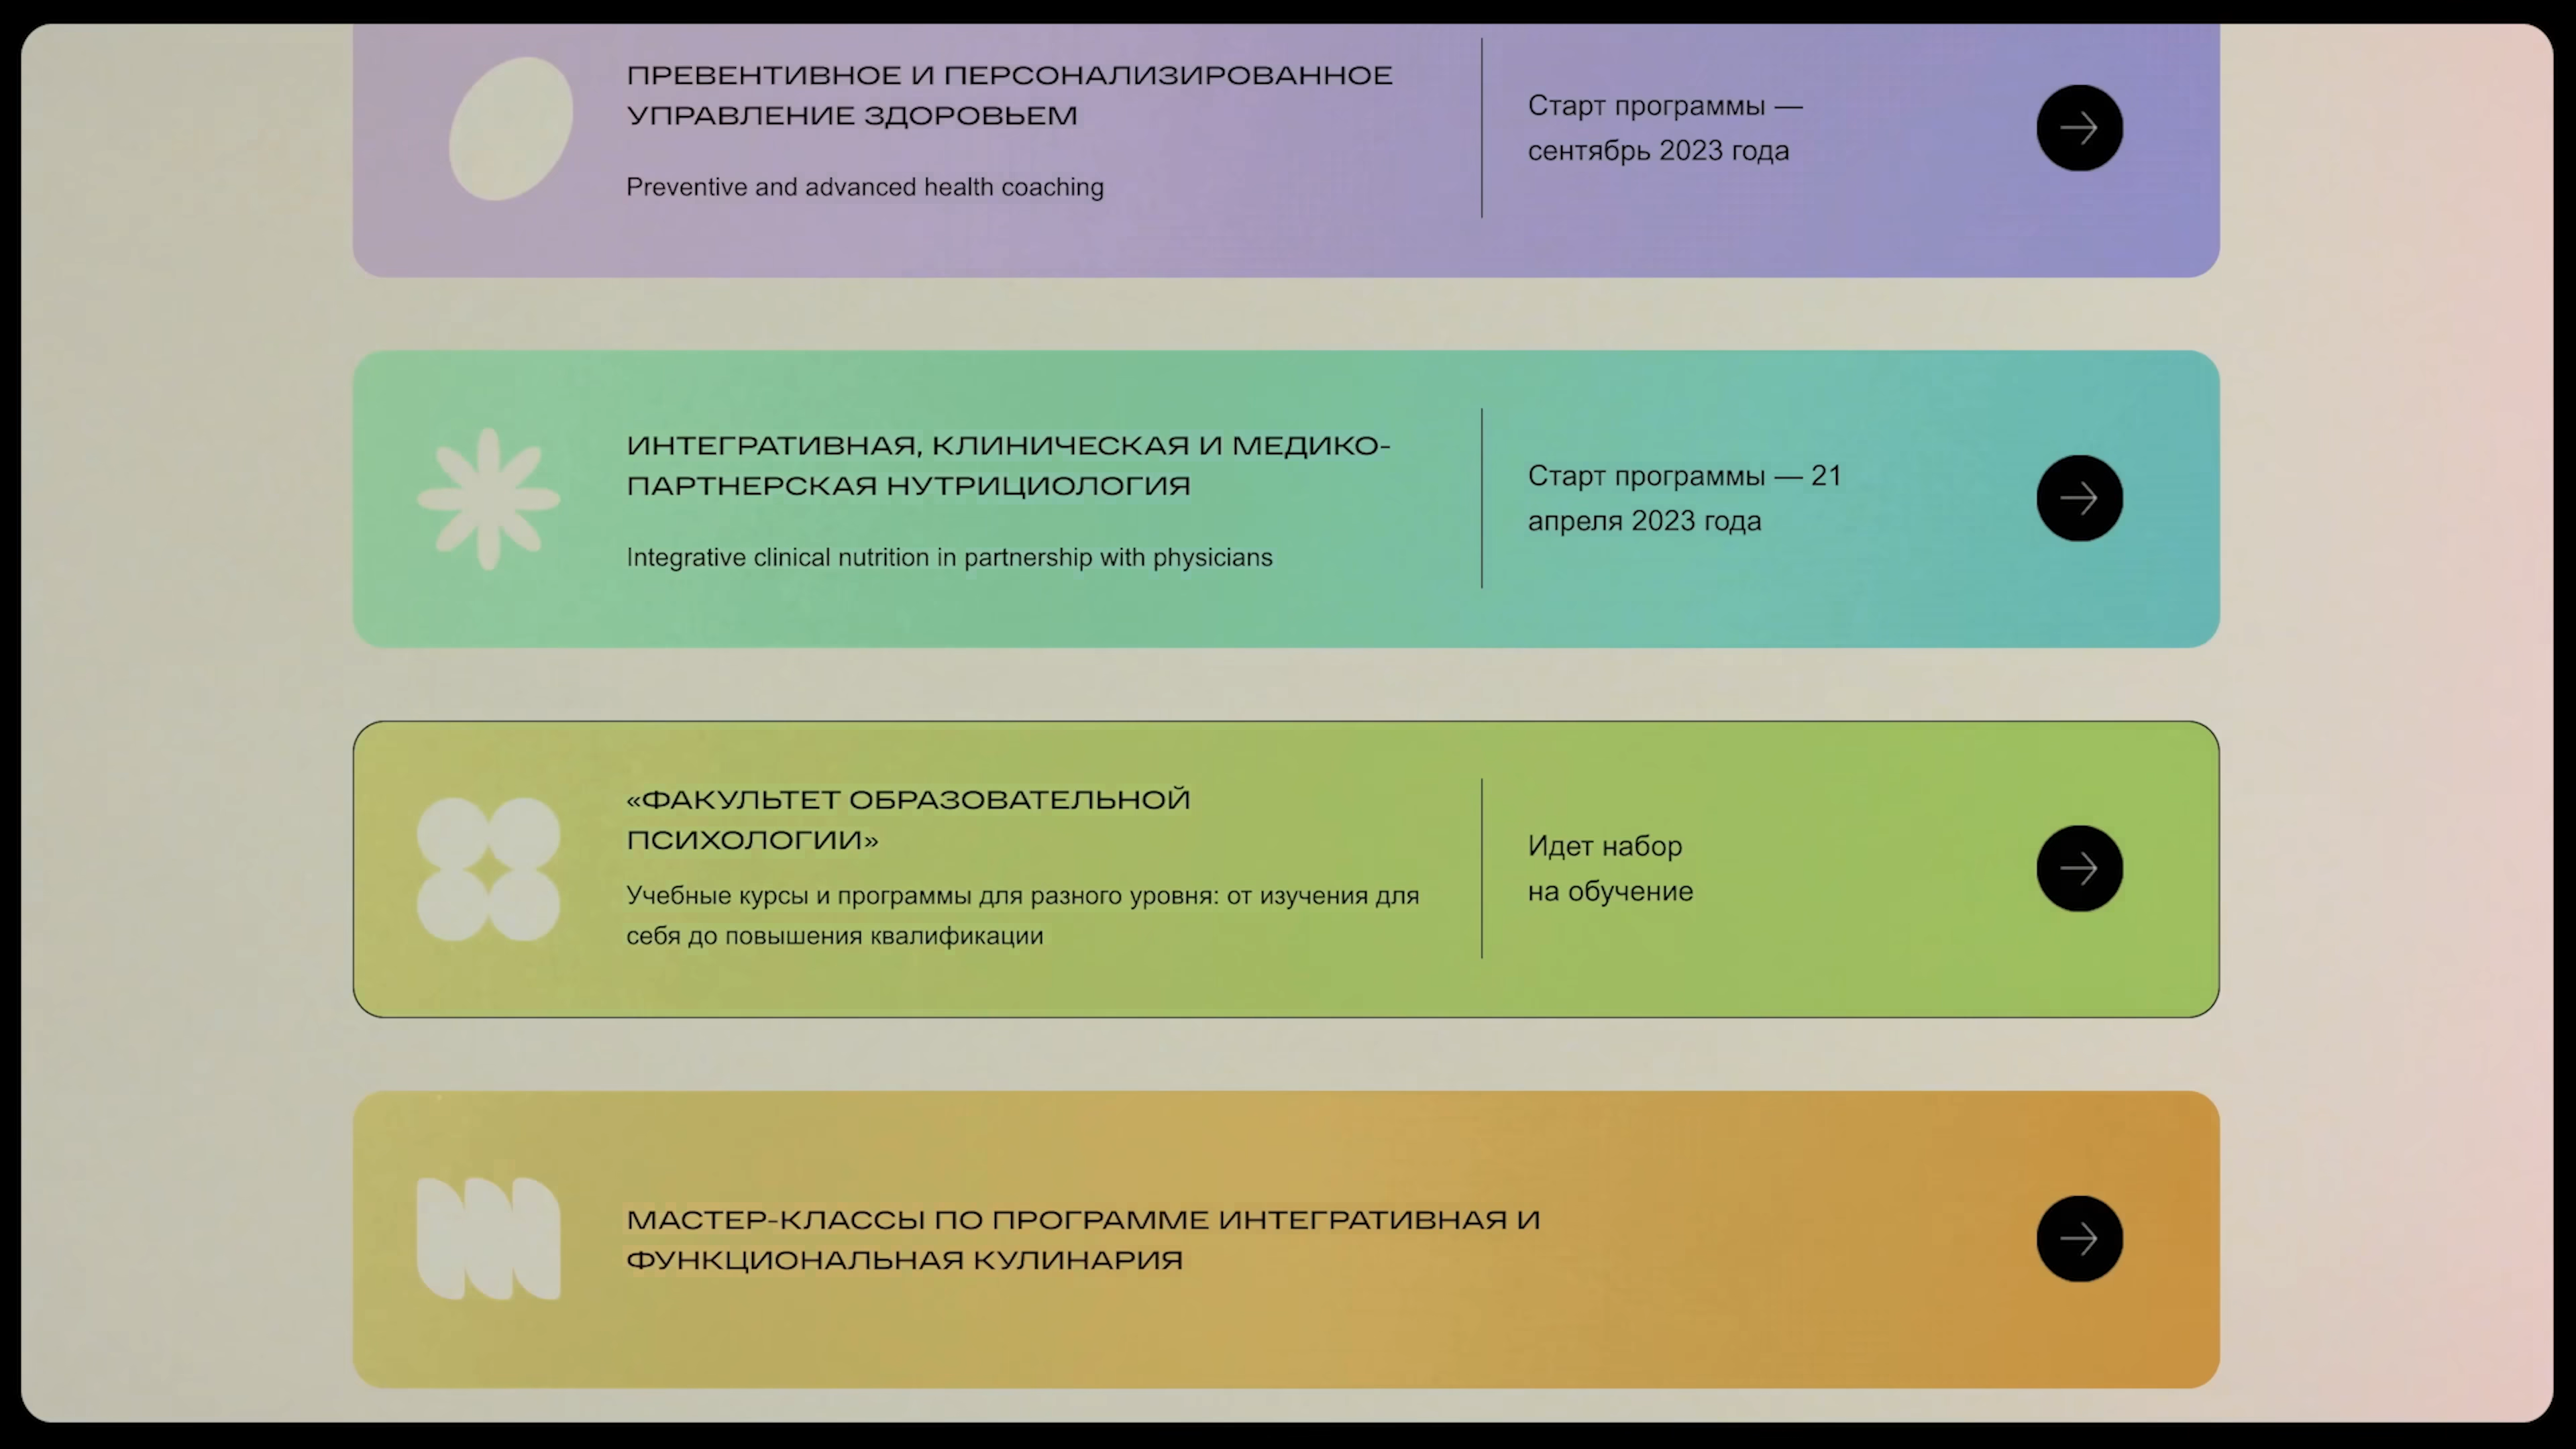 ПРЕВЕНТИВНОЕ И ПЕРСОНАЛИЗИРОВАННОЕ
УПРАВЛЕНИЕ ЗДОРОВЬЕМ
Preventive and advanced health coaching
Старт программы —
сентябрь 2023 года
ИНТЕГРАТИВНАЯ, КЛИНИЧЕСКАЯ И МЕДИКО-
ПАРТНЕРСКАЯ НУТРИЦИОЛОГИЯ
Integrative clinical nutrition in partnership with physicians
Старт программы — 21
апреля 2023 года
«ФАКУЛЬТЕТ ОБРАЗОВАТЕЛЬНОЙ
ПСИХОЛОГИИ»
Учебные курсы и программы для разного уровня: от изучения для
себя до повышения квалификации
Идет набор
на обучение
МАСТЕР-КЛАССЫ ПО ПРОГРАММЕ ИНТЕГРАТИВНАЯ И
ФУНКЦИОНАЛЬНАЯ КУЛИНАРИЯ